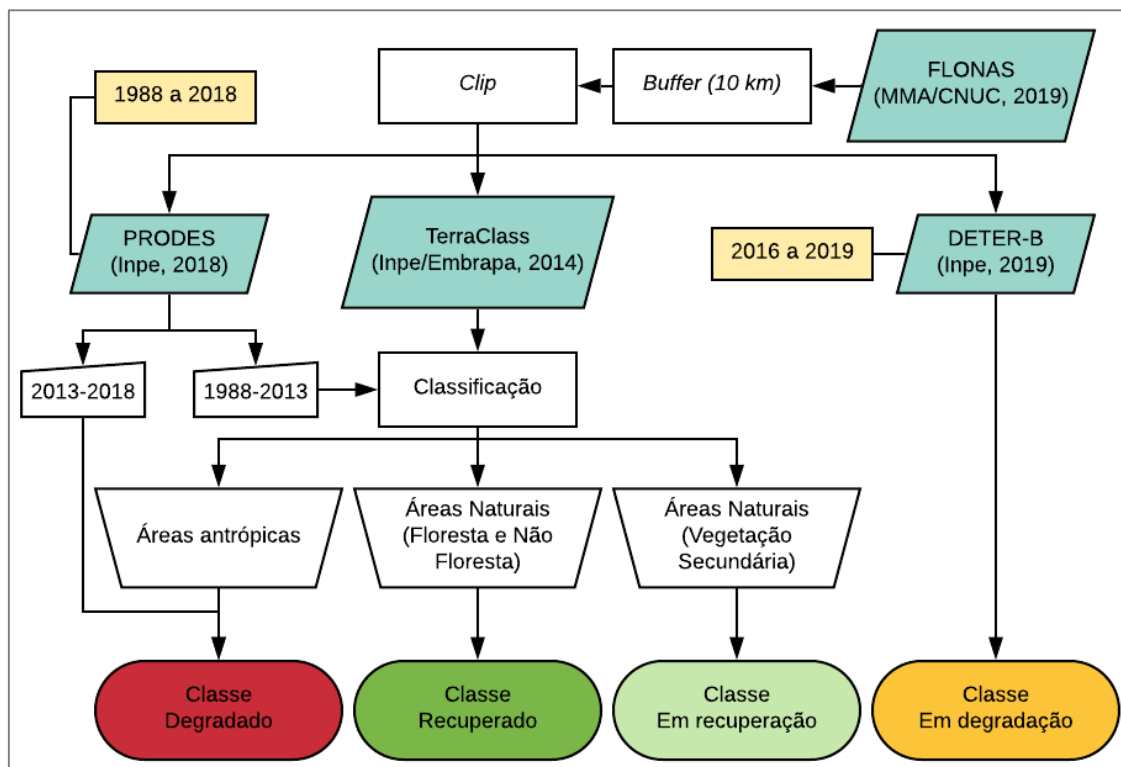 1988 a 2018
Clip
Buffer (10 km)
FLONAS
(MMA/CNUC, 2019)
PRODES
(Inpe, 2018)
TerraClass
(Inpe/Embrapa, 2014)
2016 a 2019
DETER-B
(Inpe, 2019)
2013-2018
1988-2013
Classificação
Áreas antrópicas
Áreas Naturais
(Floresta e Não
Floresta)
Áreas Naturais
(Vegetação
Secundária)
Classe
Degradado
Classe
Recuperado
Classe
Em recuperação
Classe
Em degradação